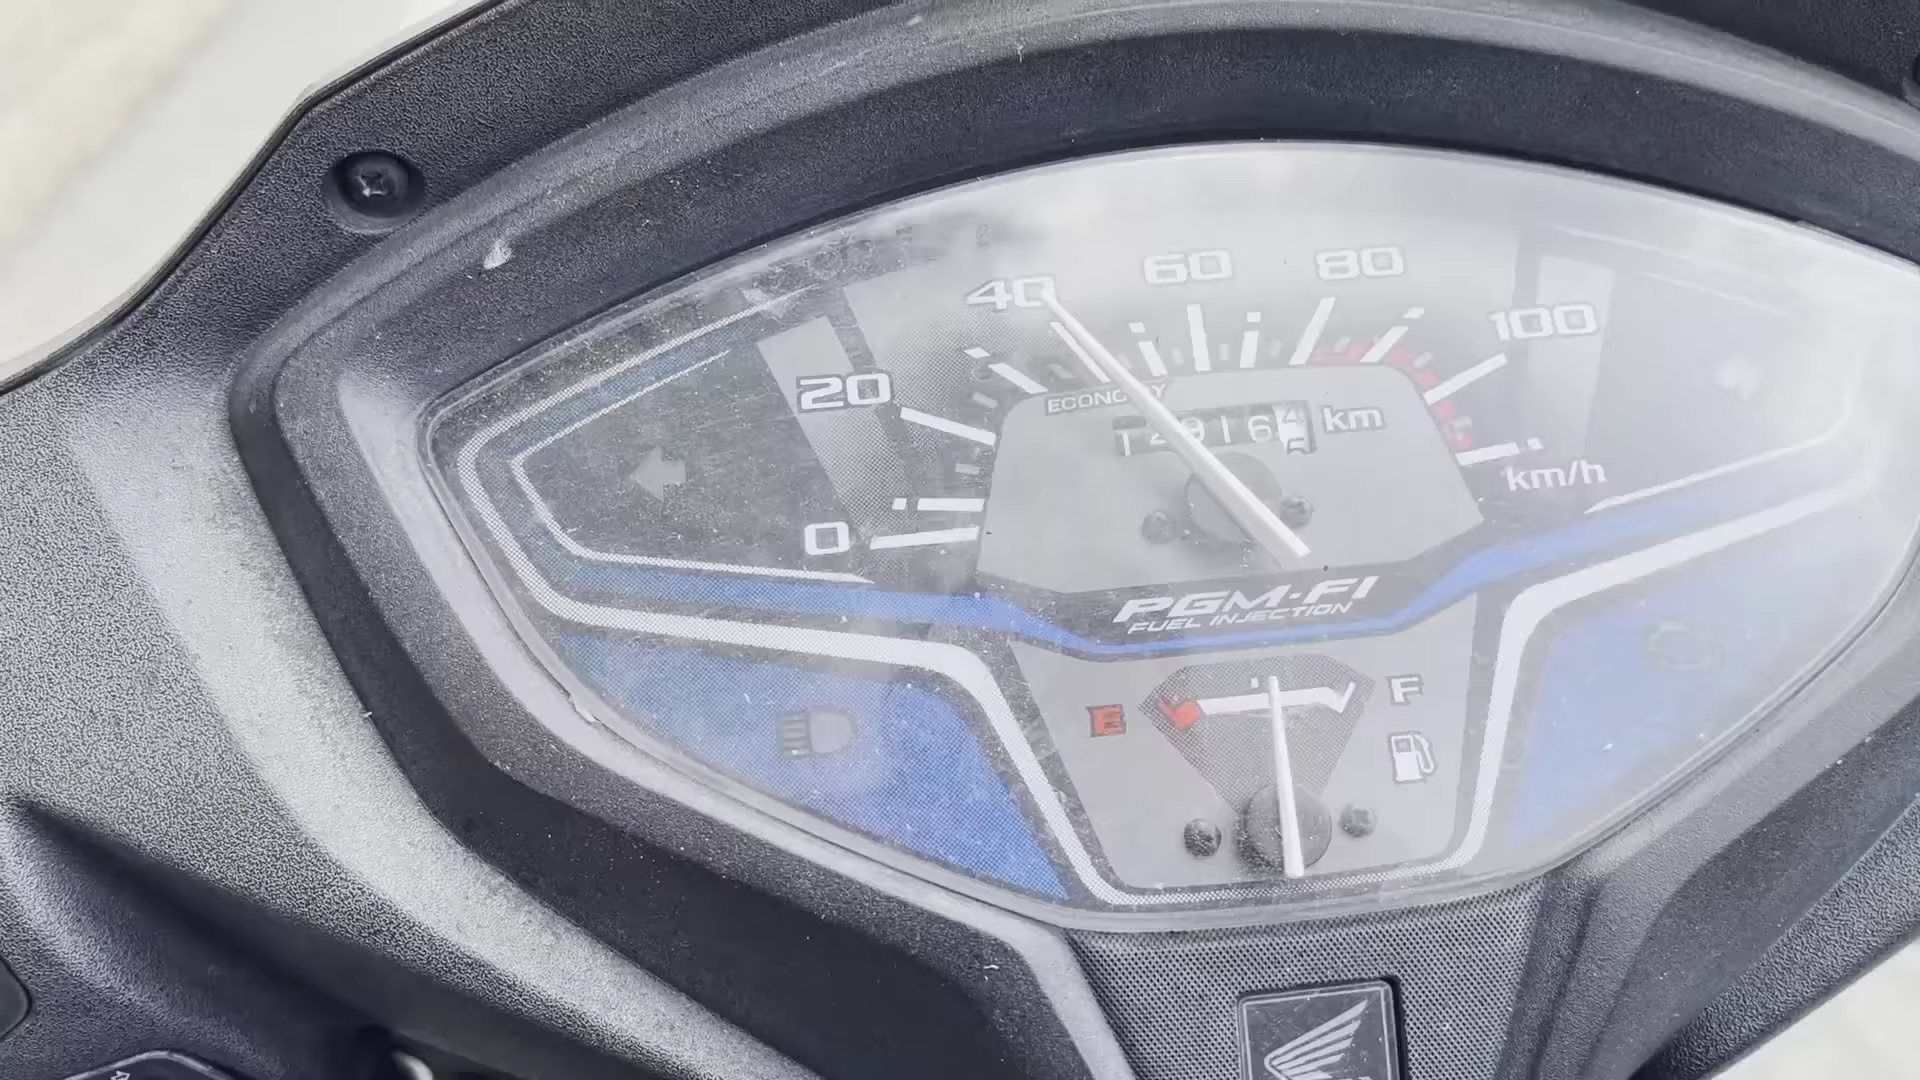 40 60 80
20 100
ECONOMY
km
0 km/h
PGM-FI
FUEL INJECTION
E F